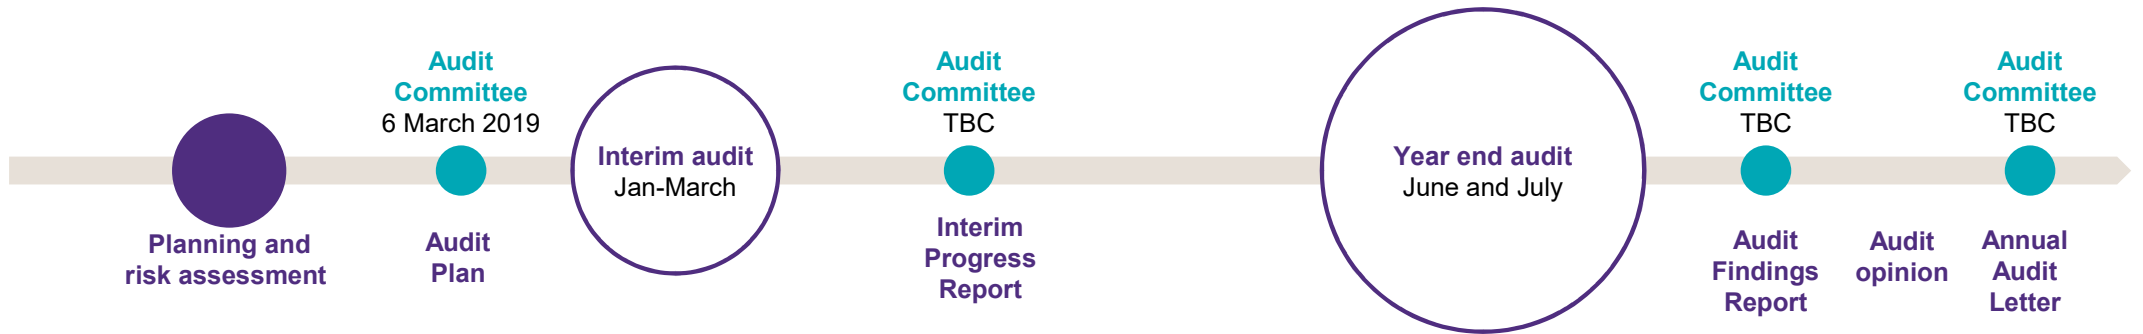 Planning and
risk assessment
Audit
Committee
6 March 2019
Audit
Plan
Interim audit
Jan-March
Audit
Committee
TBC
Interim
Progress
Report
Year end audit
June and July
Audit
Committee
TBC
Audit
Findings
Report
Audit
opinion
Audit
Committee
TBC
Annual
Audit
Letter